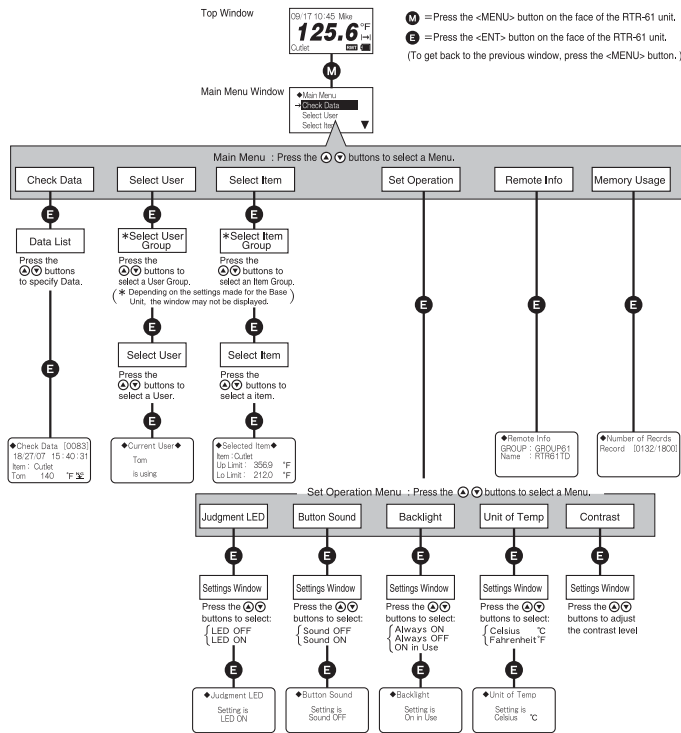 Top Window
09/17 10:45 Mike
125.6 °F
Cutlet
M =Press the <MENU> button on the face of the RTR-61 unit.
E =Press the <ENT> button on the face of the RTR-61 unit.
(To get back to the previous window, press the <MENU> button. )
M
Main Menu Window
◆Main Menu
→Check Data
Select User
Select Item
Main Menu : Press the ▲▼ buttons to select a Menu.
Check Data
Select User
Select Item
Set Operation
Remote Info
Memory Usage
E
E
E
E
E
E
Data List
Press the
▲▼ buttons
to specify Data.
E
◆Check Data [0083]
18/27/07 15:40:31
Item : Cutlet
Tom 140 °F
*Select User
Group
Press the
▲▼ buttons to
select a User Group.
*Select Item
Group
Press the
▲▼ buttons to
select an Item Group.
( * Depending on the settings made for the Base
Unit, the window may not be displayed. )
E
E
Select User
Press the
▲▼ buttons to
select a User.
E
◆Current User◆
Tom
is using
Select Item
Press the
▲▼ buttons to
select a item.
E
◆Selected Item◆
Item :Cutlet
Up Limit : 356.9 °F
Lo Limit : 212.0 °F
◆Remote Info
GROUP : GROUP61
Name : RTR61TD
◆Number of Recrds
Record [0132/1800]
Set Operation Menu : Press the ▲▼ buttons to select a Menu.
Judgment LED
Button Sound
Backlight
Unit of Temp
Contrast
E
E
E
E
E
Settings Window
Press the ▲▼
buttons to select:
LED OFF
LED ON
E
◆Judgment LED
Setting is
LED ON
Settings Window
Press the ▲▼
buttons to select:
Sound OFF
Sound ON
E
◆Button Sound
Setting is
Sound OFF
Settings Window
Press the ▲▼
buttons to select:
Always ON
Always OFF
ON in Use
E
◆Backlight
Setting is
On in Use
Settings Window
Press the ▲▼
buttons to select:
Celsius °C
Fahrenheit °F
E
◆Unit of Temp
Setting is
Celsius °C
Settings Window
Press the ▲▼
buttons to adjust
the contrast level